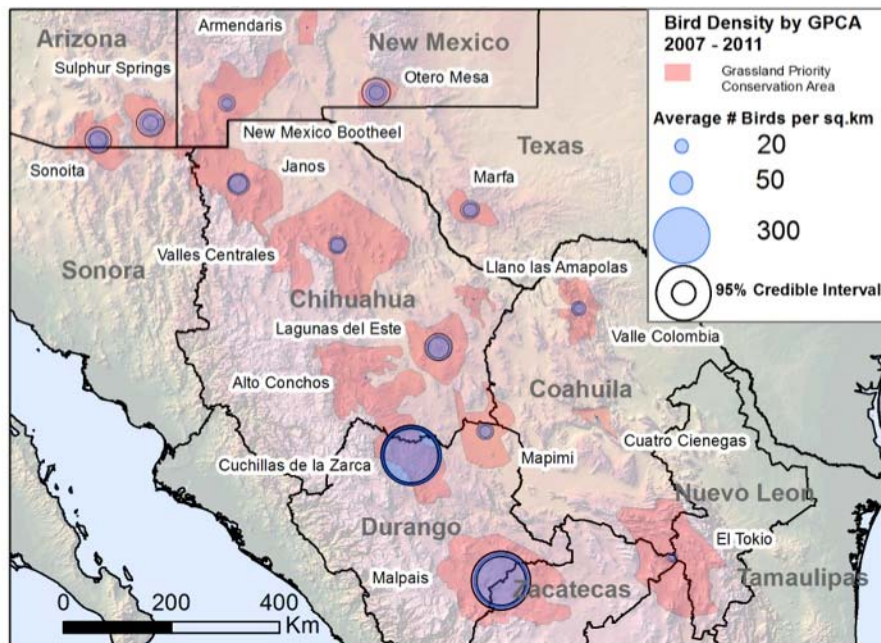 Bird Density by GPCA
2007 - 2011
Grassland Priority
Conservation Area
Average # Birds per sq.km
20
50
300
95% Credible Interval
Armendaris
Arizona
New Mexico
Sulphur Springs
Otero Mesa
New Mexico Bootheel
Texas
Sonoita
Janos
Marfa
Valles Centrales
Llano las Amapolas
Sonora
Chihuahua
Lagunas del Este
Valle Colombia
Alto Conchos
Coahuila
Cuatro Cienegas
Cuchillas de la Zarca
Mapimi
Nuevo Leon
Durango
El Tokio
Malpais
Zacatecas
Tamaulipas
0 200 400
Km